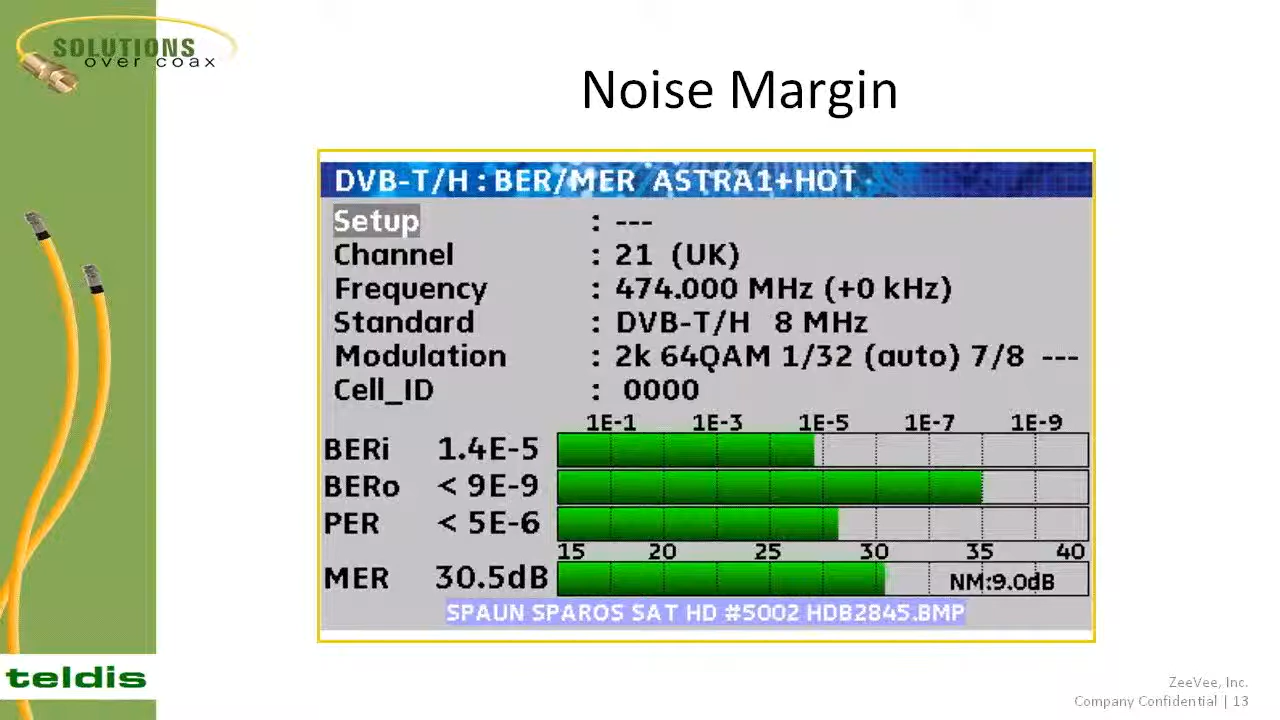 SOLUTIONS
over coax
Noise Margin
DVB-T/H : BER/MER ASTRA1+HOT
Setup : ---
Channel : 21 (UK)
Frequency : 474.000 MHz (+0 kHz)
Standard : DVB-T/H 8 MHz
Modulation : 2k 64QAM 1/32 (auto) 7/8 ---
Cell_ID : 0000
1E-1 1E-3 1E-5 1E-7 1E-9
BERi 1.4E-5
BERo < 9E-9
PER < 5E-6
15 20 25 30 35 40
MER 30.5dB NM:9.0dB
SPAUN SPAROS SAT HD #5002 HDB2845.BMP
teldis
ZeeVee, Inc.
Company Confidential | 13